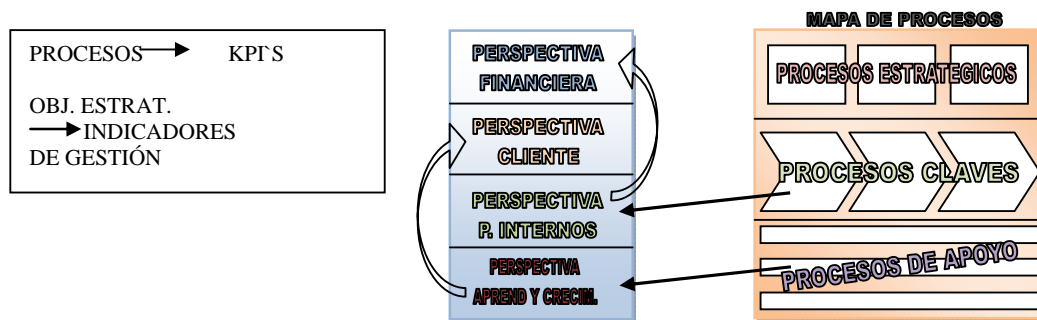 PROCESOS KPI`S
OBJ. ESTRAT.
INDICADORES
DE GESTIÓN
PERSPECTIVA
FINANCIERA
PERSPECTIVA
CLIENTE
PERSPECTIVA
P. INTERNOS
PERSPECTIVA
APREND Y CRECIM.
MAPA DE PROCESOS
PROCESOS ESTRATEGICOS
PROCESOS CLAVES
PROCESOS DE APOYO